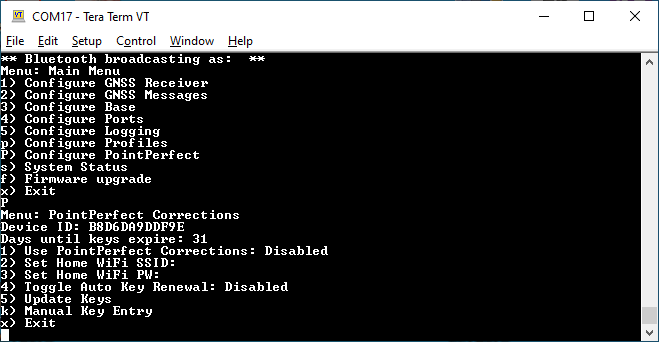 COM17 - Tera Term VT
File Edit Setup Control Window Help
** Bluetooth broadcasting as:  **
Menu: Main Menu
1) Configure GNSS Receiver
2) Configure GNSS Messages
3) Configure Base
4) Configure Ports
5) Configure Logging
p) Configure Profiles
P) Configure PointPerfect
s) System Status
f) Firmware upgrade
x) Exit
P
Menu: PointPerfect Corrections
Device ID: B8D6DA9DDF9E
Days until keys expire: 31
1) Use PointPerfect Corrections: Disabled
2) Set Home WiFi SSID:
3) Set Home WiFi PW:
4) Toggle Auto Key Renewal: Disabled
5) Update Keys
k) Manual Key Entry
x) Exit